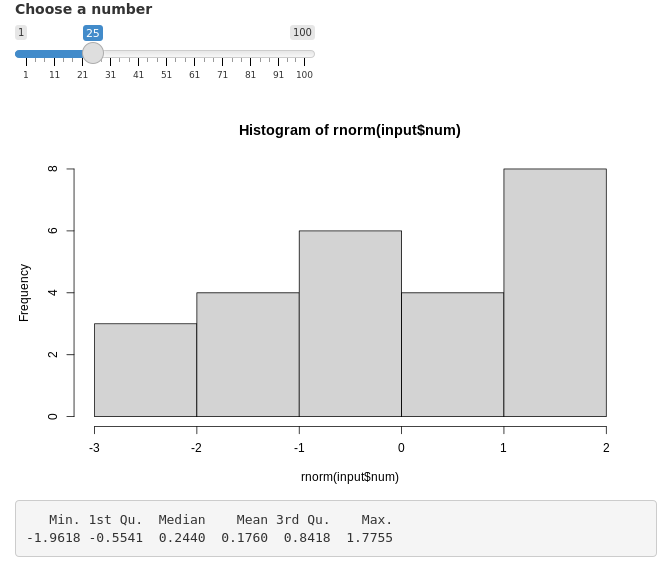 Choose a number
1 25 100
1 11 21 31 41 51 61 71 81 91 100
Histogram of rnorm(input$num)
Frequency
8
6
4
2
0
-3 -2 -1 0 1 2
rnorm(input$num)
Min. 1st Qu. Median Mean 3rd Qu. Max.
-1.9618 -0.5541 0.2440 0.1760 0.8418 1.7755